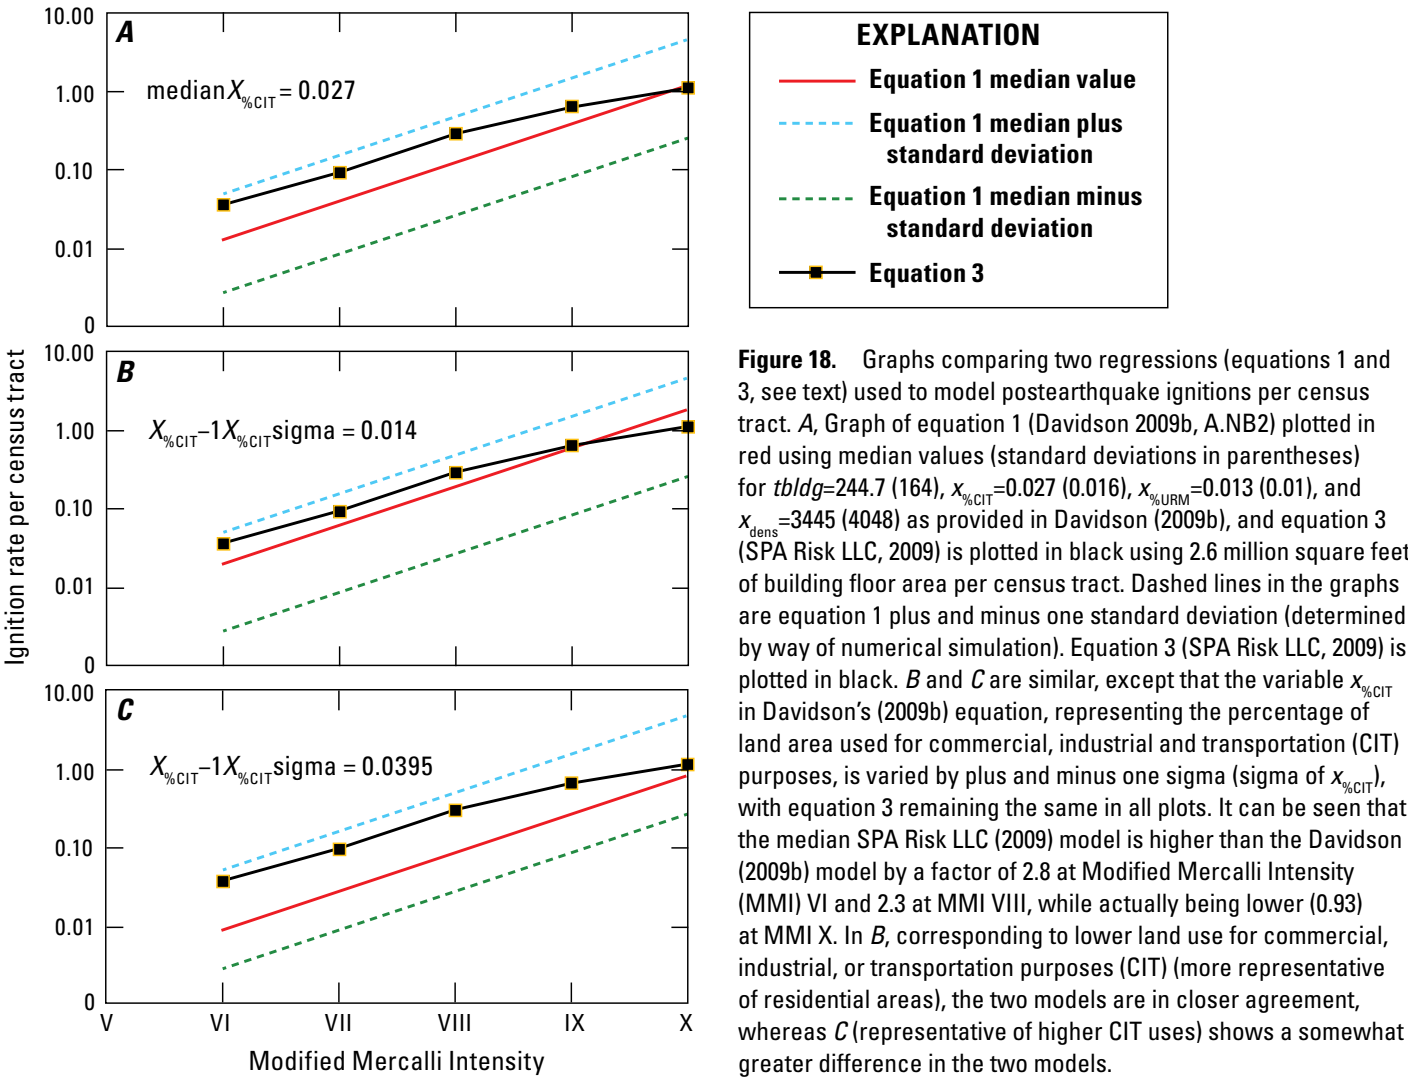 Ignition rate per census tract
10.00
1.00
0.10
0.01
0
A
median X%CIT = 0.027
10.00
1.00
0.10
0.01
0
B
X%CIT–1X%CITsigma = 0.014
10.00
1.00
0.10
0.01
0
C
X%CIT–1X%CITsigma = 0.0395
V VI VII VIII IX X
Modified Mercalli Intensity
EXPLANATION
Equation 1 median value
Equation 1 median plus
standard deviation
Equation 1 median minus
standard deviation
Equation 3
Figure 18. Graphs comparing two regressions (equations 1 and
3, see text) used to model postearthquake ignitions per census
tract. A, Graph of equation 1 (Davidson 2009b, A.NB2) plotted in
red using median values (standard deviations in parentheses)
for tbldg=244.7 (164), x%CIT=0.027 (0.016), x%URM=0.013 (0.01), and
xdens=3445 (4048) as provided in Davidson (2009b), and equation 3
(SPA Risk LLC, 2009) is plotted in black using 2.6 million square feet
of building floor area per census tract. Dashed lines in the graphs
are equation 1 plus and minus one standard deviation (determined
by way of numerical simulation). Equation 3 (SPA Risk LLC, 2009) is
plotted in black. B and C are similar, except that the variable x%CIT
in Davidson's (2009b) equation, representing the percentage of
land area used for commercial, industrial and transportation (CIT)
purposes, is varied by plus and minus one sigma (sigma of x%CIT),
with equation 3 remaining the same in all plots. It can be seen that
the median SPA Risk LLC (2009) model is higher than the Davidson
(2009b) model by a factor of 2.8 at Modified Mercalli Intensity
(MMI) VI and 2.3 at MMI VIII, while actually being lower (0.93)
at MMI X. In B, corresponding to lower land use for commercial,
industrial, or transportation purposes (CIT) (more representative
of residential areas), the two models are in closer agreement,
whereas C (representative of higher CIT uses) shows a somewhat
greater difference in the two models.